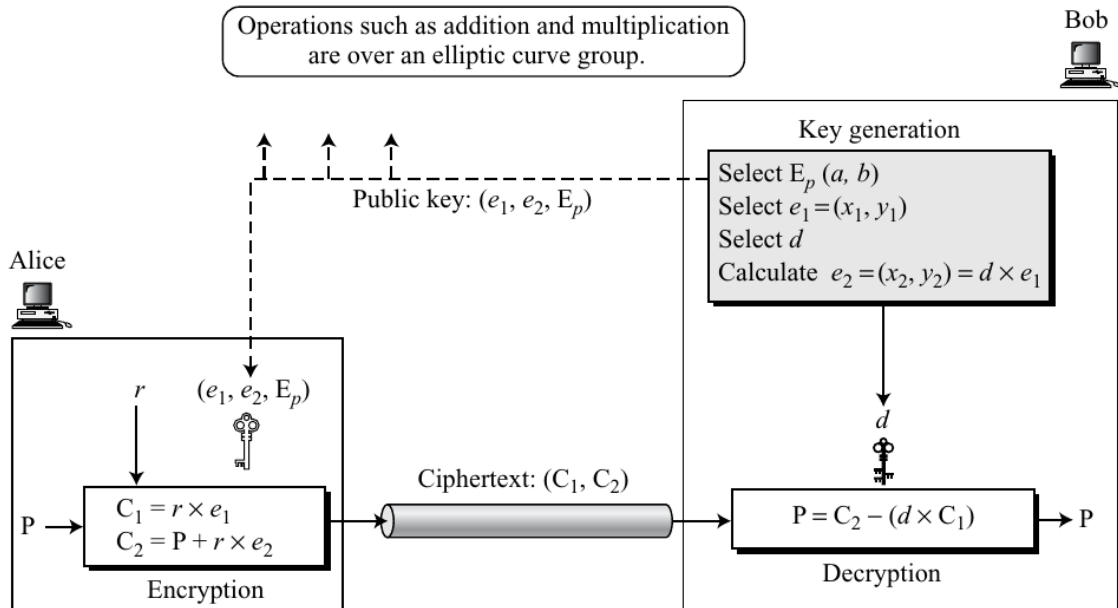 Operations such as addition and multiplication
are over an elliptic curve group.
Bob
Key generation
Select Eₚ (a, b)
Select e₁ = (x₁, y₁)
Select d
Calculate e₂ = (x₂, y₂) = d × e₁
Public key: (e₁, e₂, Eₚ)
Alice
r
(e₁, e₂, Eₚ)
d
Ciphertext: (C₁, C₂)
P
C₁ = r × e₁
C₂ = P + r × e₂
Encryption
P = C₂ − (d × C₁)
P
Decryption